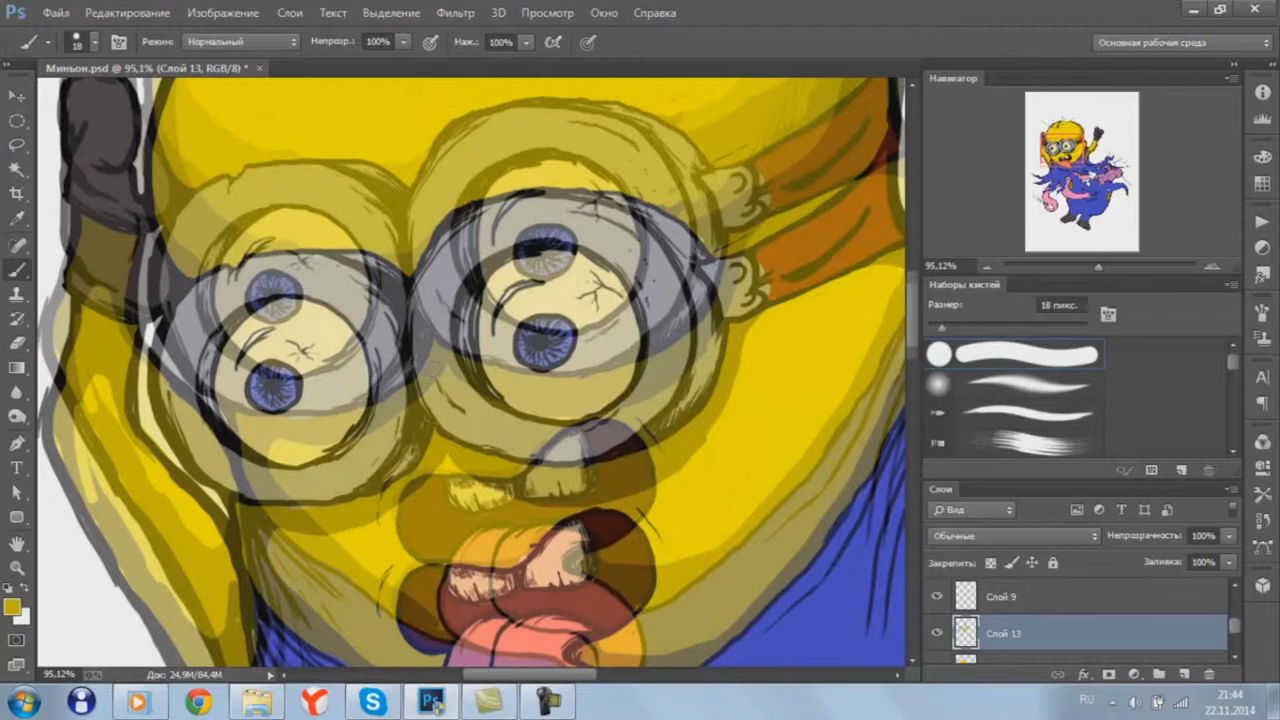 Ps Файл Редактирование Изображение Слои Текст Выделение Фильтр 3D Просмотр Окно Справка
18 Режим: Нормальный Непрозр.: 100% Наж.: 100% Основная рабочая среда
Миньон.psd @ 95,1% (Слой 13, RGB/8) * ×
Навигатор
95,12%
Наборы кистей
Размер: 18 пикс.
Слои
Вид
Обычные Непрозрачность: 100%
Закрепить: Заливка: 100%
Слой 9
Слой 13
95,12% Док: 24,9M/84,4M
RU 21:44
22.11.2014